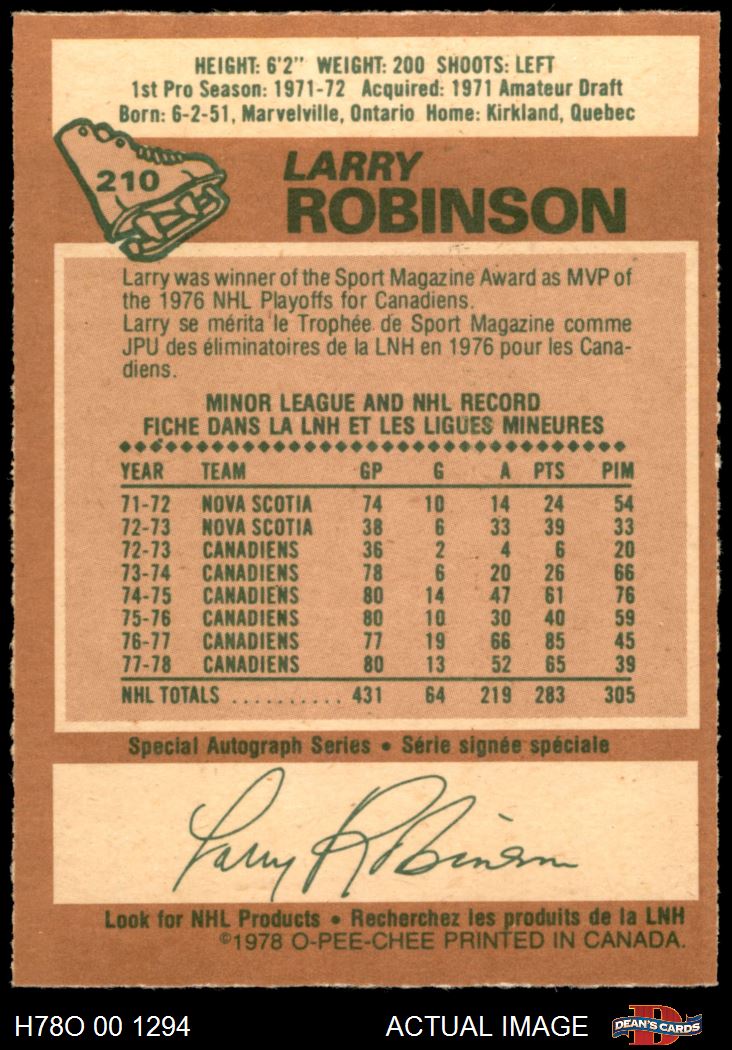 HEIGHT: 6'2" WEIGHT: 200 SHOOTS: LEFT
1st Pro Season: 1971-72 Acquired: 1971 Amateur Draft
Born: 6-2-51, Marvelville, Ontario Home: Kirkland, Quebec
210
LARRY
ROBINSON
Larry was winner of the Sport Magazine Award as MVP of
the 1976 NHL Playoffs for Canadiens.
Larry se mérita le Trophée de Sport Magazine comme
JPU des éliminatoires de la LNH en 1976 pour les Cana-
diens.
MINOR LEAGUE AND NHL RECORD
FICHE DANS LA LNH ET LES LIGUES MINEURES
YEAR TEAM GP G A PTS PIM
71-72 NOVA SCOTIA 74 10 14 24 54
72-73 NOVA SCOTIA 38 6 33 39 33
72-73 CANADIENS 36 2 4 6 20
73-74 CANADIENS 78 6 20 26 66
74-75 CANADIENS 80 14 47 61 76
75-76 CANADIENS 80 10 30 40 59
76-77 CANADIENS 77 19 66 85 45
77-78 CANADIENS 80 13 52 65 39
NHL TOTALS .......... 431 64 219 283 305
Special Autograph Series • Série signée spéciale
Larry Robinson
Look for NHL Products • Recherchez les produits de la LNH
©1978 O-PEE-CHEE PRINTED IN CANADA.
H78O 00 1294 ACTUAL IMAGE DEAN'S CARDS